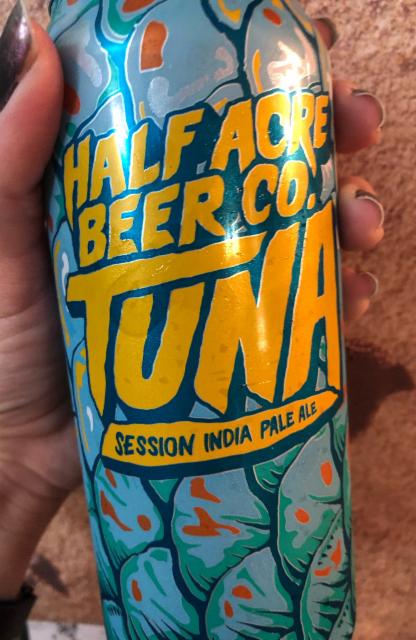 HALF ACRE
BEER CO.
TUNA
SESSION INDIA PALE ALE